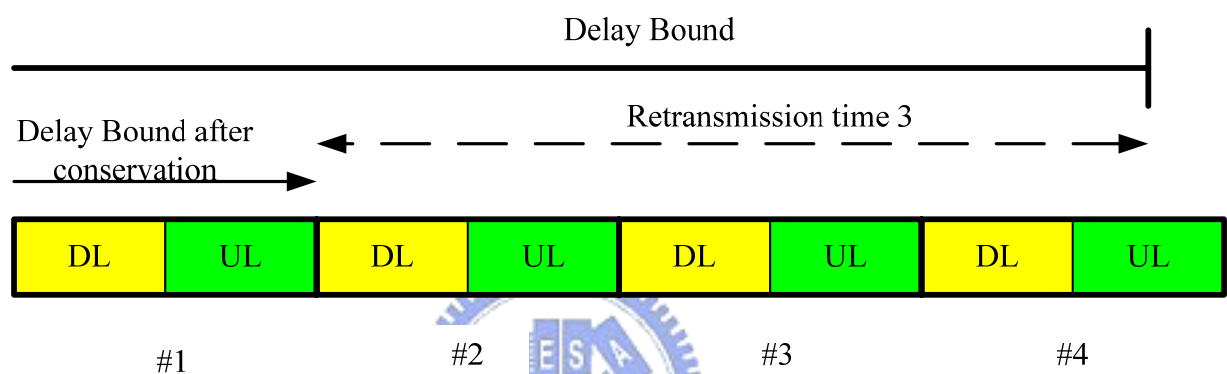 Delay Bound
Retransmission time 3
Delay Bound after
conservation
DL UL DL UL DL UL DL UL
#1 #2 #3 #4
ESA